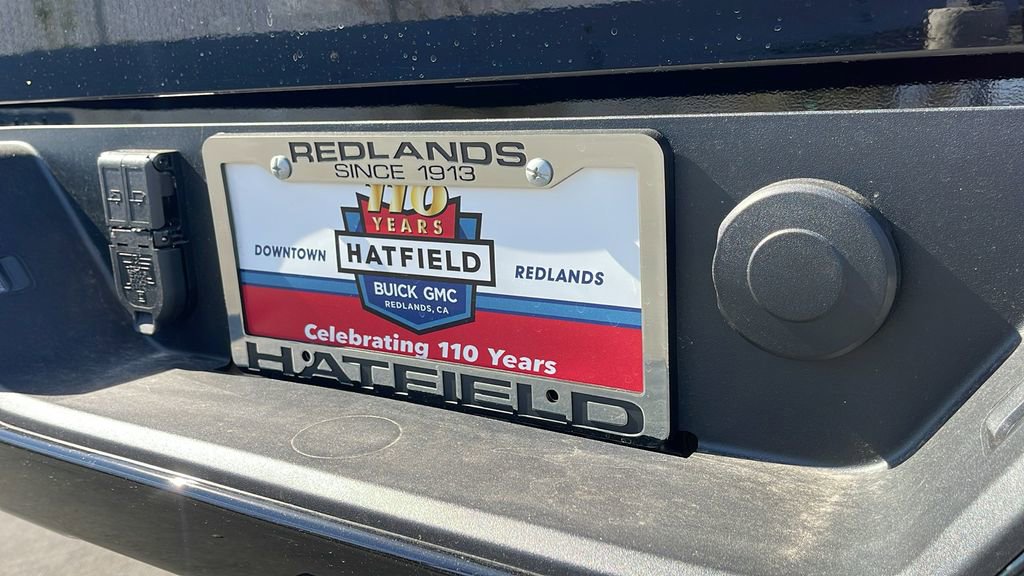 REDLANDS
SINCE 1913
110
YEARS
DOWNTOWN HATFIELD REDLANDS
BUICK GMC
REDLANDS, CA
Celebrating 110 Years
HATFIELD